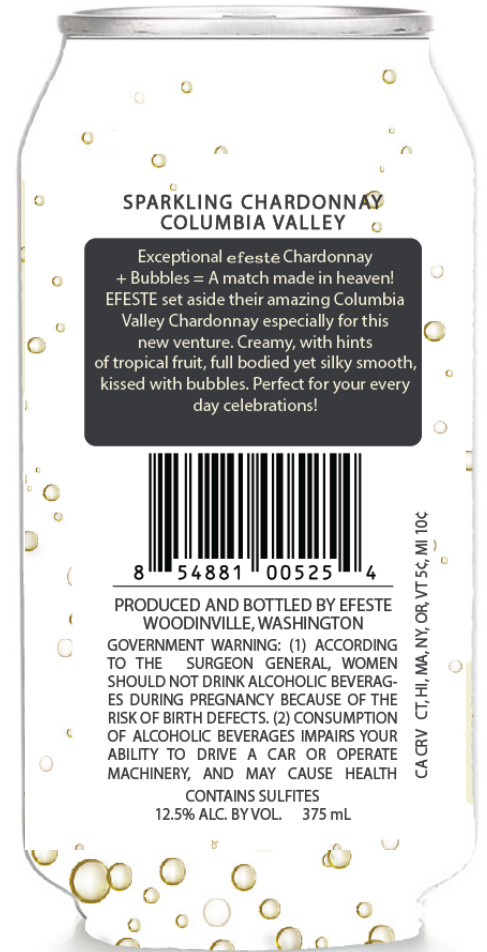 SPARKLING CHARDONNAY
COLUMBIA VALLEY
Exceptional efestē Chardonnay
+ Bubbles = A match made in heaven!
EFESTE set aside their amazing Columbia
Valley Chardonnay especially for this
new venture. Creamy, with hints
of tropical fruit, full bodied yet silky smooth,
kissed with bubbles. Perfect for your every
day celebrations!
8 54881 00525 4
PRODUCED AND BOTTLED BY EFESTE
WOODINVILLE, WASHINGTON
GOVERNMENT WARNING: (1) ACCORDING
TO THE SURGEON GENERAL, WOMEN
SHOULD NOT DRINK ALCOHOLIC BEVERAG-
ES DURING PREGNANCY BECAUSE OF THE
RISK OF BIRTH DEFECTS. (2) CONSUMPTION
OF ALCOHOLIC BEVERAGES IMPAIRS YOUR
ABILITY TO DRIVE A CAR OR OPERATE
MACHINERY, AND MAY CAUSE HEALTH
CONTAINS SULFITES
12.5% ALC. BY VOL. 375 mL
CA CRV CT, HI, MA, NY, OR, VT 5¢, MI 10¢